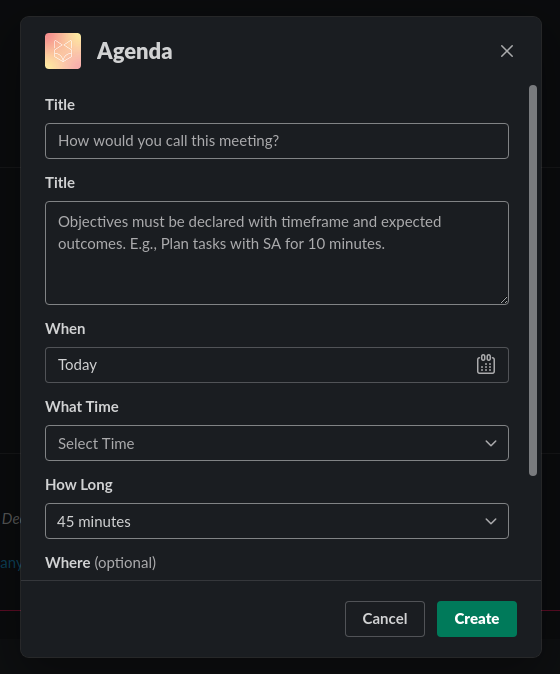 Agenda
Title
How would you call this meeting?
Title
Objectives must be declared with timeframe and expected
outcomes. E.g., Plan tasks with SA for 10 minutes.
When
Today
What Time
Select Time
How Long
45 minutes
De
any
Where (optional)
Cancel
Create